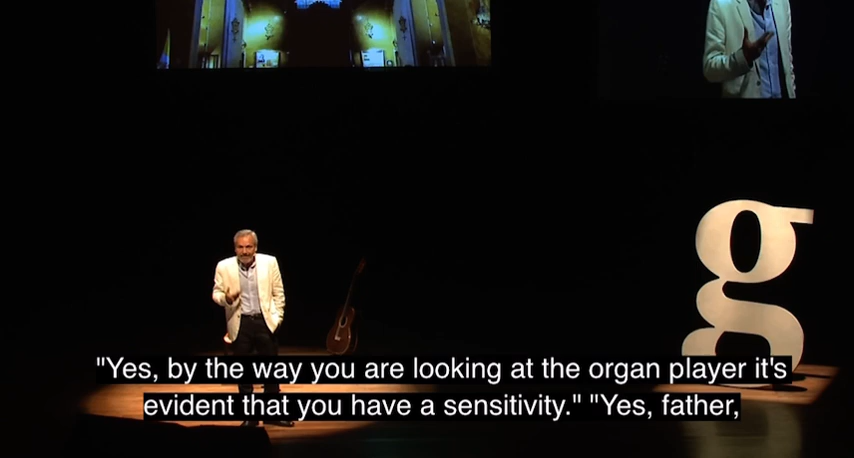 g
"Yes, by the way you are looking at the organ player it's
evident that you have a sensitivity." "Yes, father,